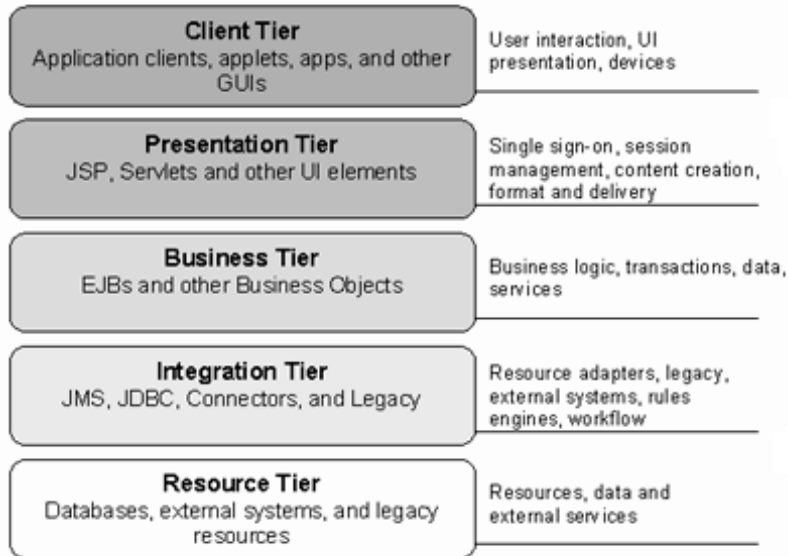 Client Tier
Application clients, applets, apps, and other
GUIs
User interaction, UI
presentation, devices
Presentation Tier
JSP, Servlets and other UI elements
Single sign-on, session
management, content creation,
format and delivery
Business Tier
EJBs and other Business Objects
Business logic, transactions, data,
services
Integration Tier
JMS, JDBC, Connectors, and Legacy
Resource adapters, legacy,
external systems, rules
engines, workflow
Resource Tier
Databases, external systems, and legacy
resources
Resources, data and
external services